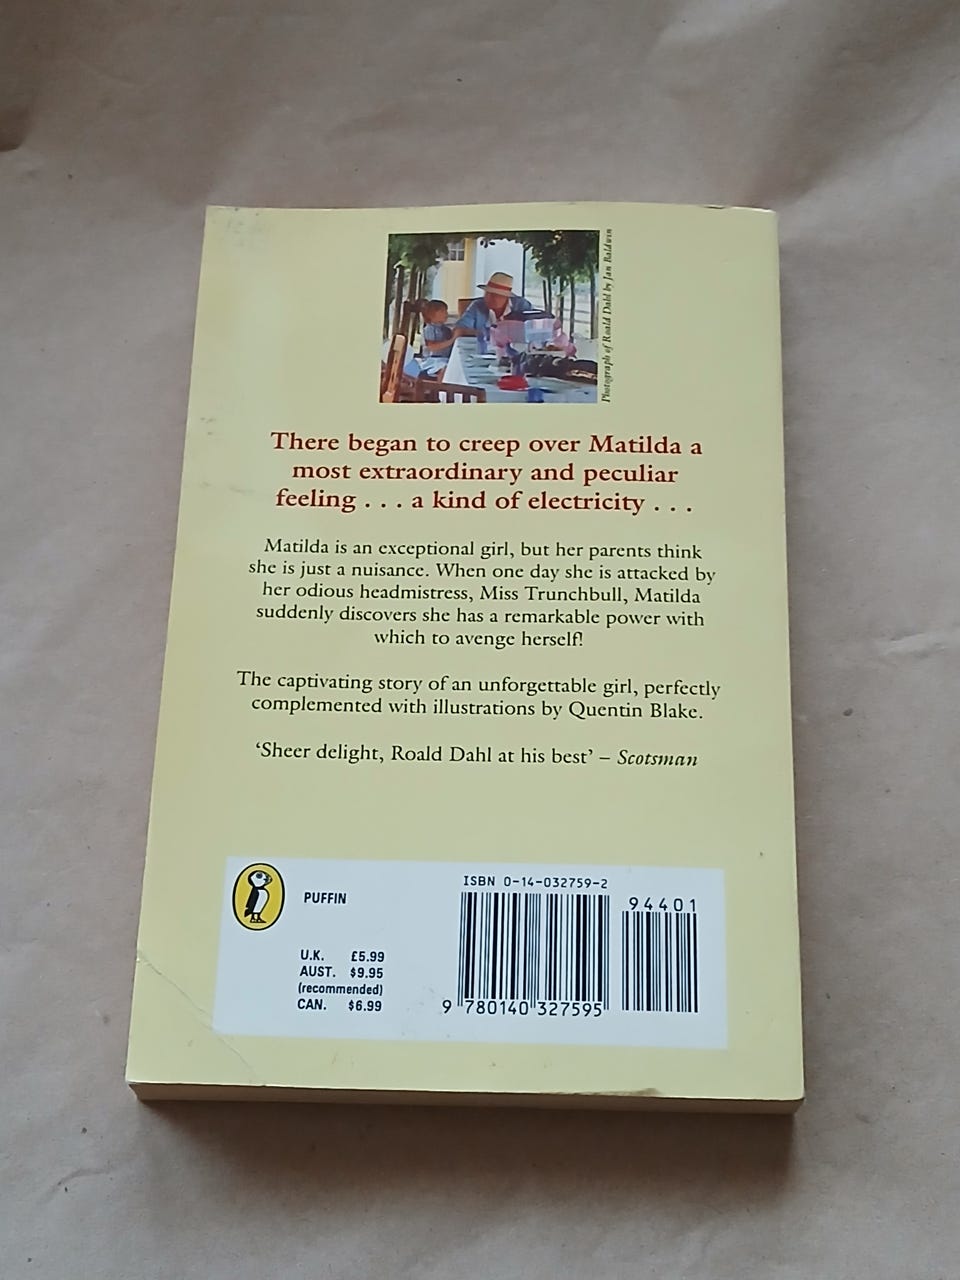 Photograph of Roald Dahl by Jan Baldwin
There began to creep over Matilda a
most extraordinary and peculiar
feeling . . . a kind of electricity . . .
Matilda is an exceptional girl, but her parents think
she is just a nuisance. When one day she is attacked by
her odious headmistress, Miss Trunchbull, Matilda
suddenly discovers she has a remarkable power with
which to avenge herself!
The captivating story of an unforgettable girl, perfectly
complemented with illustrations by Quentin Blake.
‘Sheer delight, Roald Dahl at his best’ – Scotsman
PUFFIN
U.K. £5.99
AUST. $9.95
(recommended)
CAN. $6.99
ISBN 0-14-032759-2
94401
9 780140 327595